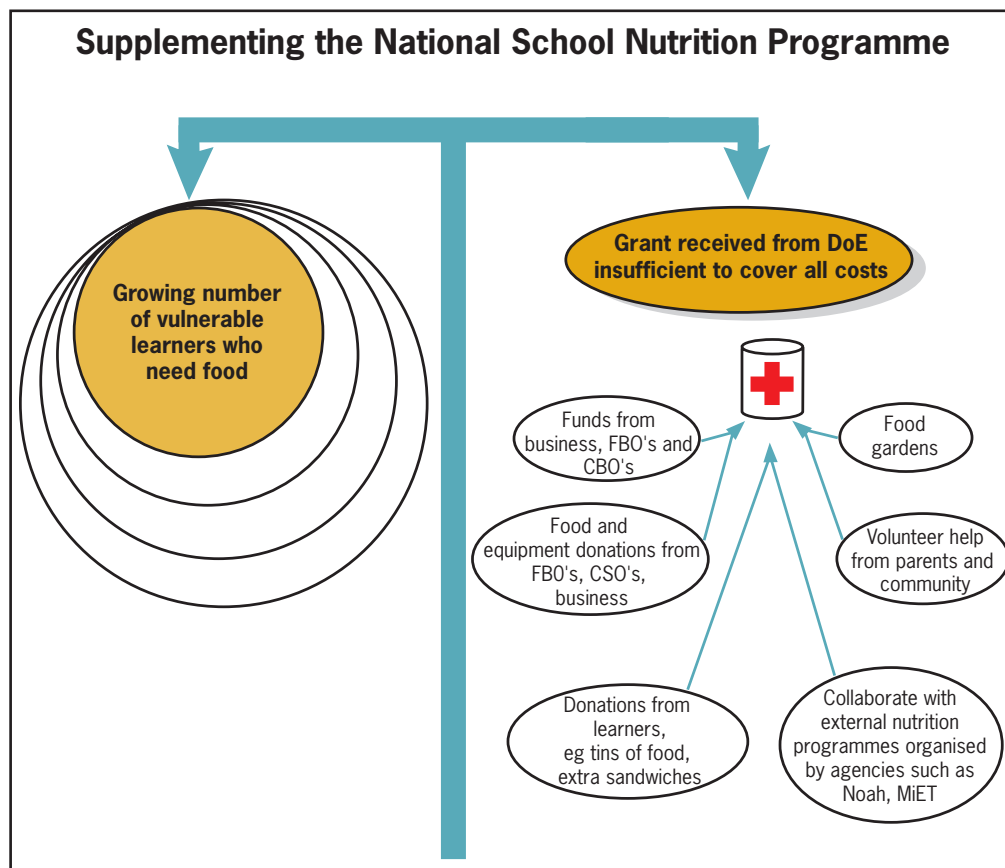 Supplementing the National School Nutrition Programme
Growing number
of vulnerable
learners who
need food
Grant received from DoE
insufficient to cover all costs
Funds from
business, FBO's and
CBO's
Food
gardens
Food and
equipment donations from
FBO's, CSO's,
business
Volunteer help
from parents and
community
Donations from
learners,
eg tins of food,
extra sandwiches
Collaborate with
external nutrition
programmes organised
by agencies such as
Noah, MiET